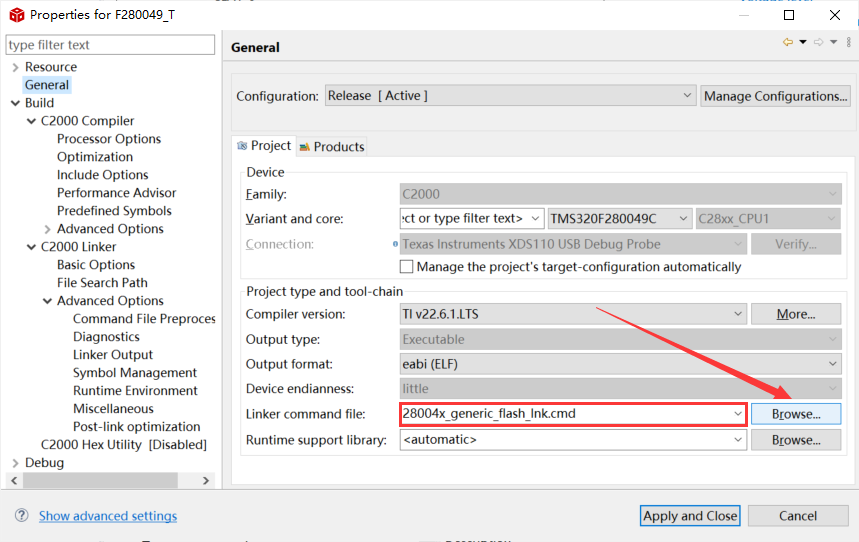 Properties for F280049_T
type filter text
Resource
General
Build
C2000 Compiler
Processor Options
Optimization
Include Options
Performance Advisor
Predefined Symbols
Advanced Options
C2000 Linker
Basic Options
File Search Path
Advanced Options
Command File Preproces
Diagnostics
Linker Output
Symbol Management
Runtime Environment
Miscellaneous
Post-link optimization
C2000 Hex Utility [Disabled]
Debug
Show advanced settings
General
Configuration: Release [ Active ] Manage Configurations...
Project Products
Device
Family: C2000
Variant and core: ect or type filter text> TMS320F280049C C28xx_CPU1
Connection: Texas Instruments XDS110 USB Debug Probe Verify...
Manage the project's target-configuration automatically
Project type and tool-chain
Compiler version: TI v22.6.1.LTS More...
Output type: Executable
Output format: eabi (ELF)
Device endianness: little
Linker command file: 28004x_generic_flash_lnk.cmd Browse...
Runtime support library: <automatic> Browse...
Apply and Close Cancel